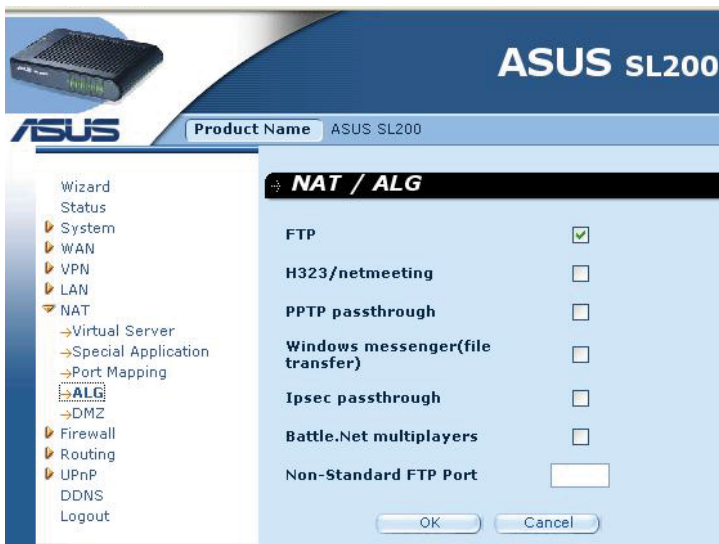 ASUS SL200
ASUS
Product Name ASUS SL200
Wizard
Status
System
WAN
VPN
LAN
NAT
→Virtual Server
→Special Application
→Port Mapping
→ALG
→DMZ
Firewall
Routing
UPnP
DDNS
Logout
NAT / ALG
FTP
H323/netmeeting
PPTP passthrough
Windows messenger(file
transfer)
Ipsec passthrough
Battle.Net multiplayers
Non-Standard FTP Port
OK Cancel